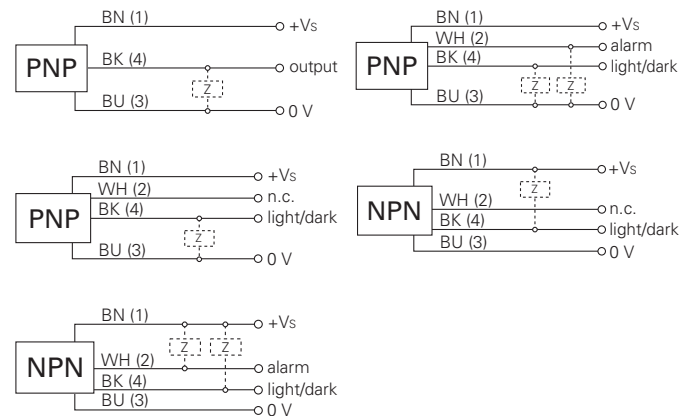 BN (1)
+Vs
PNP
BK (4)
output
Z
BU (3)
0 V
BN (1)
+Vs
WH (2)
alarm
PNP
BK (4)
light/dark
Z Z
BU (3)
0 V
BN (1)
+Vs
WH (2)
n.c.
PNP
BK (4)
light/dark
Z
BU (3)
0 V
BN (1)
+Vs
Z
NPN
WH (2)
n.c.
BK (4)
light/dark
BU (3)
0 V
BN (1)
+Vs
Z Z
NPN
WH (2)
alarm
BK (4)
light/dark
BU (3)
0 V